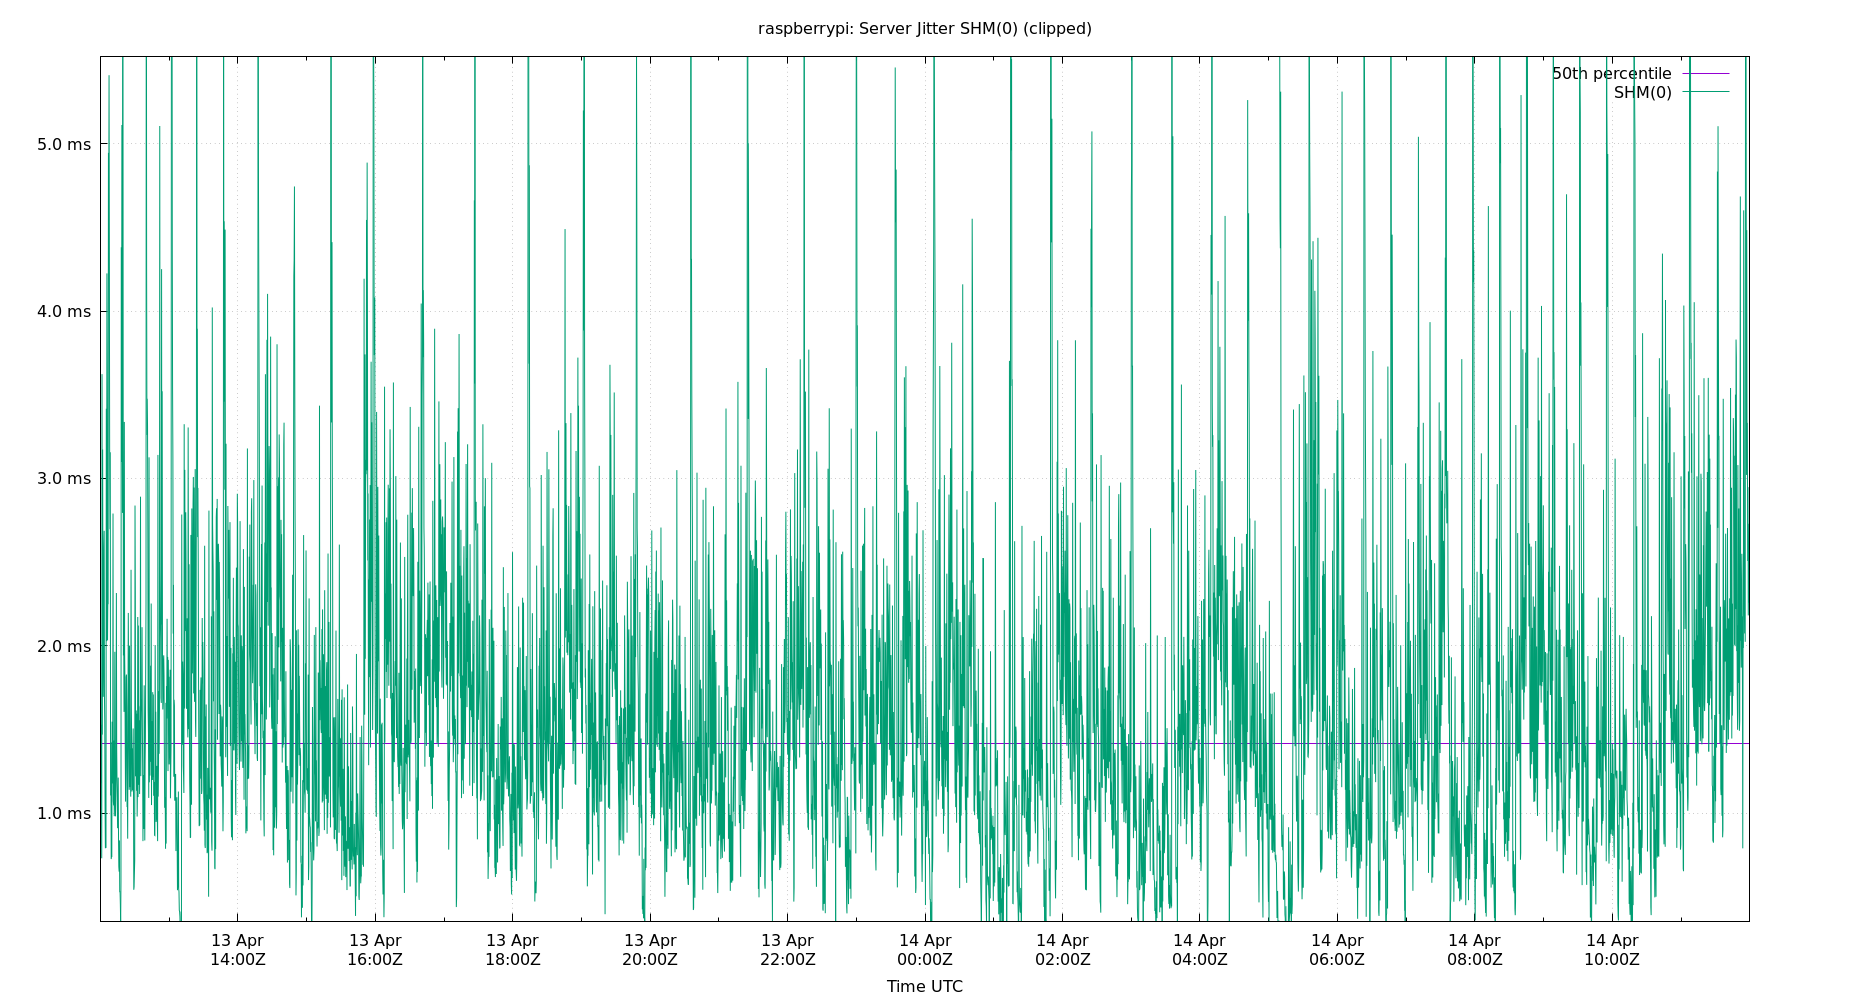 raspberrypi: Server Jitter SHM(0) (clipped)
50th percentile
SHM(0)
5.0 ms
4.0 ms
3.0 ms
2.0 ms
1.0 ms
13 Apr 13 Apr 13 Apr 13 Apr 13 Apr 14 Apr 14 Apr 14 Apr 14 Apr 14 Apr 14 Apr
14:00Z 16:00Z 18:00Z 20:00Z 22:00Z 00:00Z 02:00Z 04:00Z 06:00Z 08:00Z 10:00Z
Time UTC